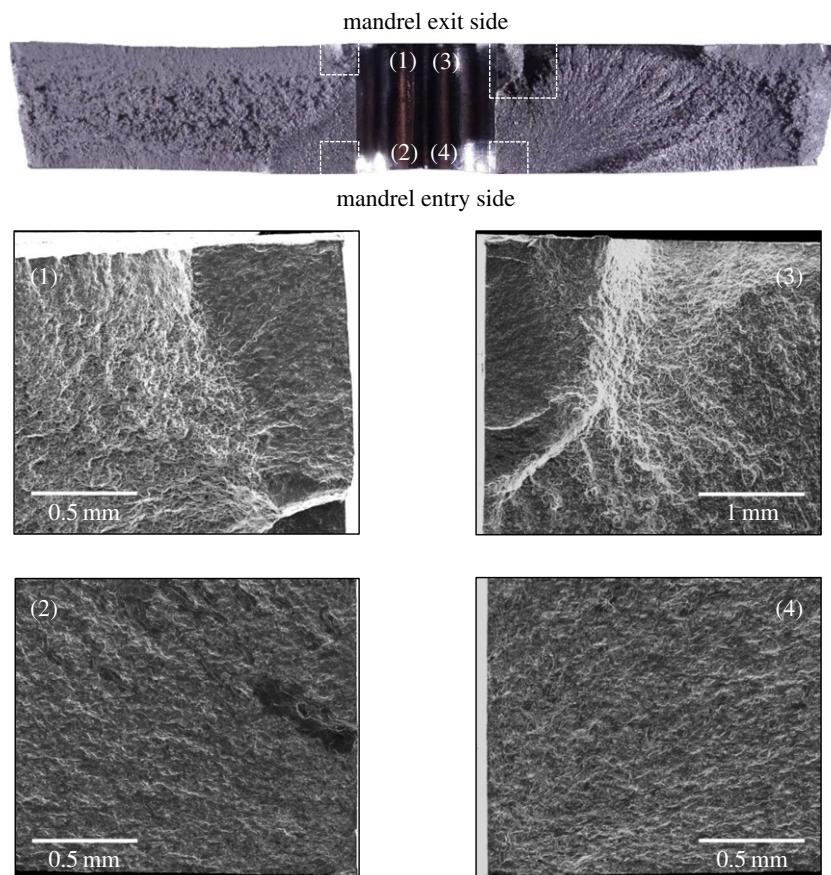 mandrel exit side
(1) (3)
(2) (4)
mandrel entry side
(1)
0.5 mm
(3)
1 mm
(2)
0.5 mm
(4)
0.5 mm